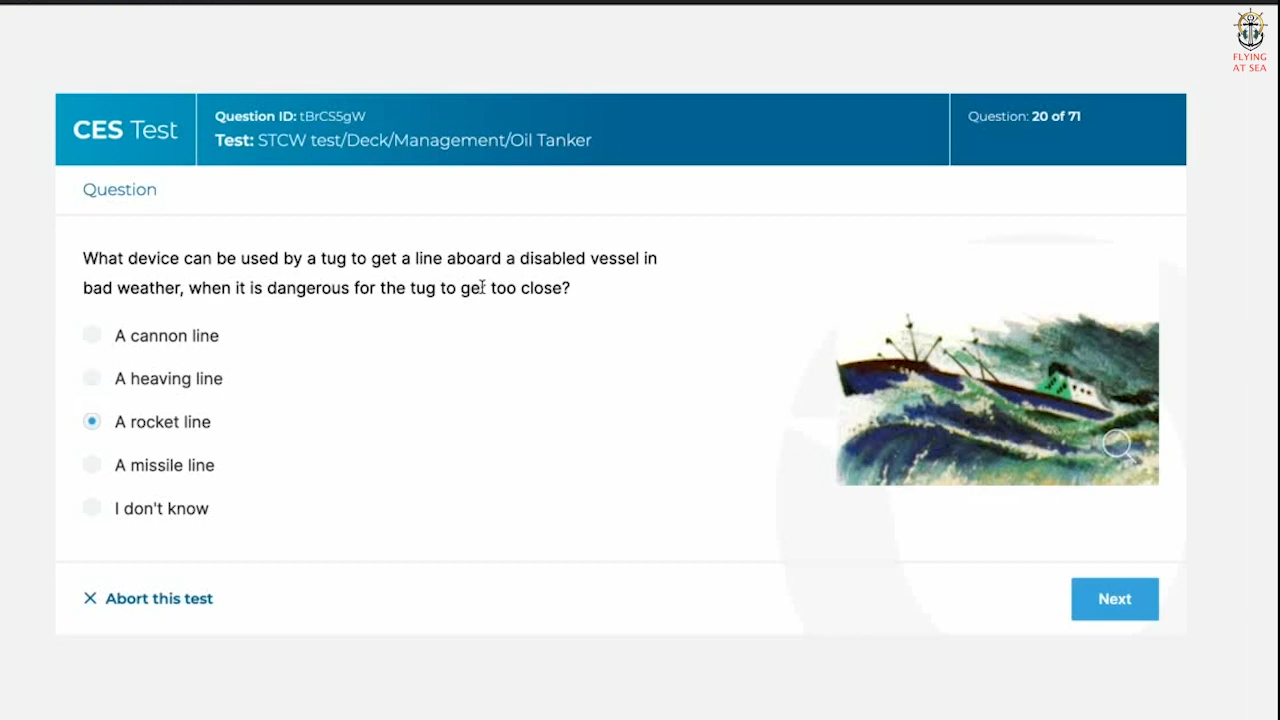 FLYING
AT SEA
CES Test
Question ID: tBrCS5gW
Test: STCW test/Deck/Management/Oil Tanker
Question: 20 of 71
Question
What device can be used by a tug to get a line aboard a disabled vessel in
bad weather, when it is dangerous for the tug to get too close?
A cannon line
A heaving line
A rocket line
A missile line
I don't know
Abort this test
Next